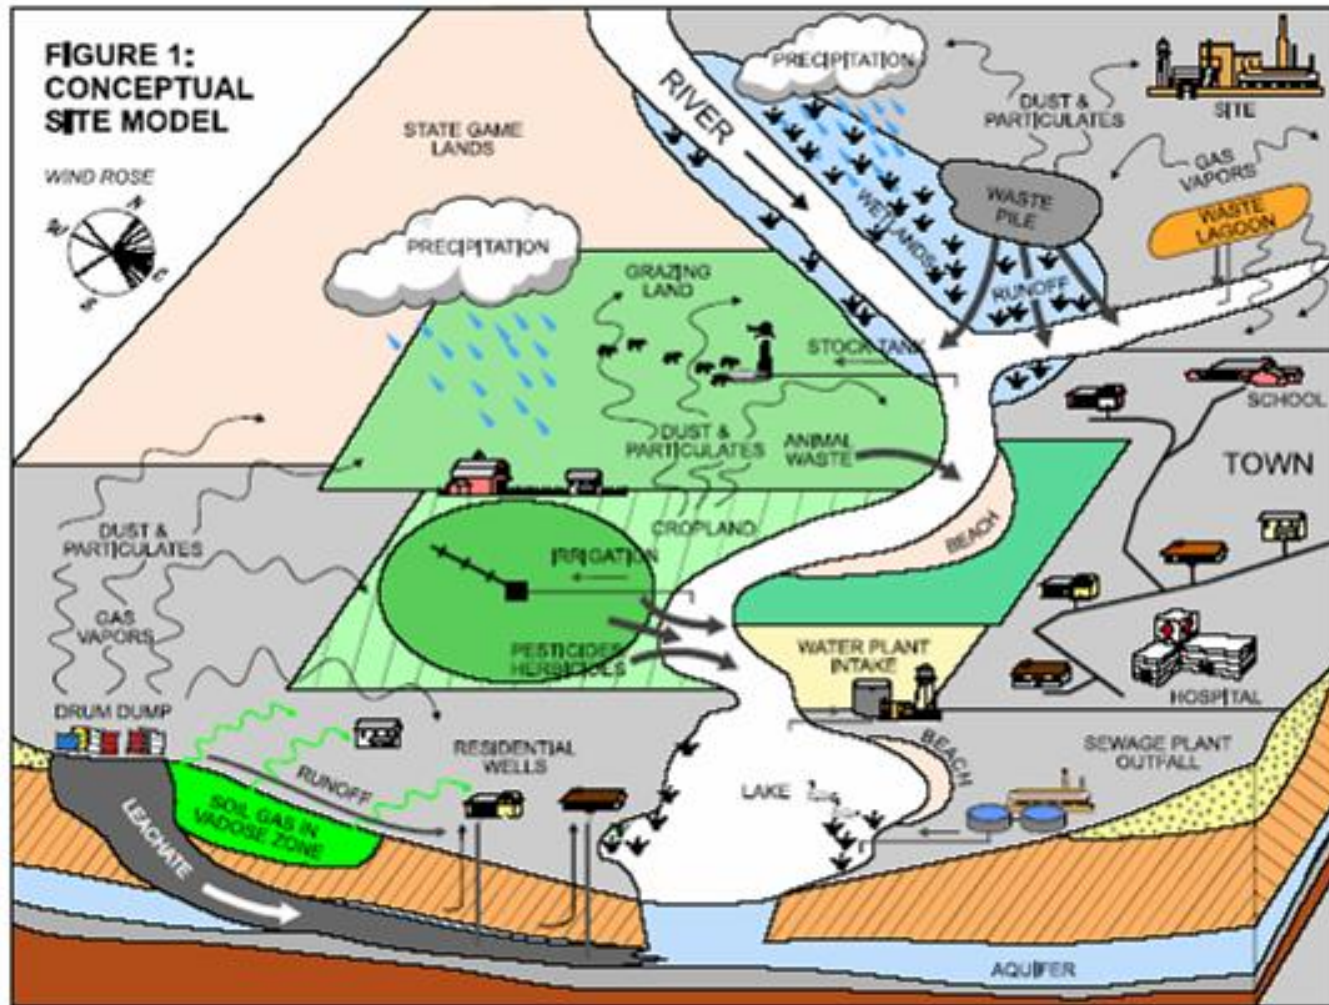 FIGURE 1:
CONCEPTUAL
SITE MODEL
WIND ROSE
N
S
STATE GAME
LANDS
PRECIPITATION
RIVER
PRECIPITATION
DUST &
PARTICULATES
SITE
GAS
VAPORS
WASTE
PILE
WETLANDS
WASTE
LAGOON
RUNOFF
GRAZING
LAND
STOCK TANK
SCHOOL
DUST &
PARTICULATES
ANIMAL
WASTE
TOWN
CROPLAND
BEACH
DUST &
PARTICULATES
IRRIGATION
GAS
VAPORS
PESTICIDES
WATER PLANT
INTAKE
HOSPITAL
DRUM DUMP
RESIDENTIAL
WELLS
BEACH
SEWAGE PLANT
OUTFALL
RUNOFF
LAKE
SOIL GAS IN
VADOSE ZONE
LEACHATE
AQUIFER